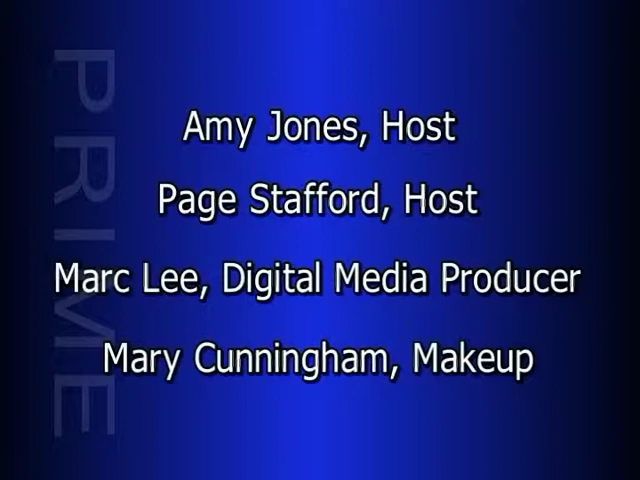 PRIME
Amy Jones, Host
Page Stafford, Host
Marc Lee, Digital Media Producer
Mary Cunningham, Makeup